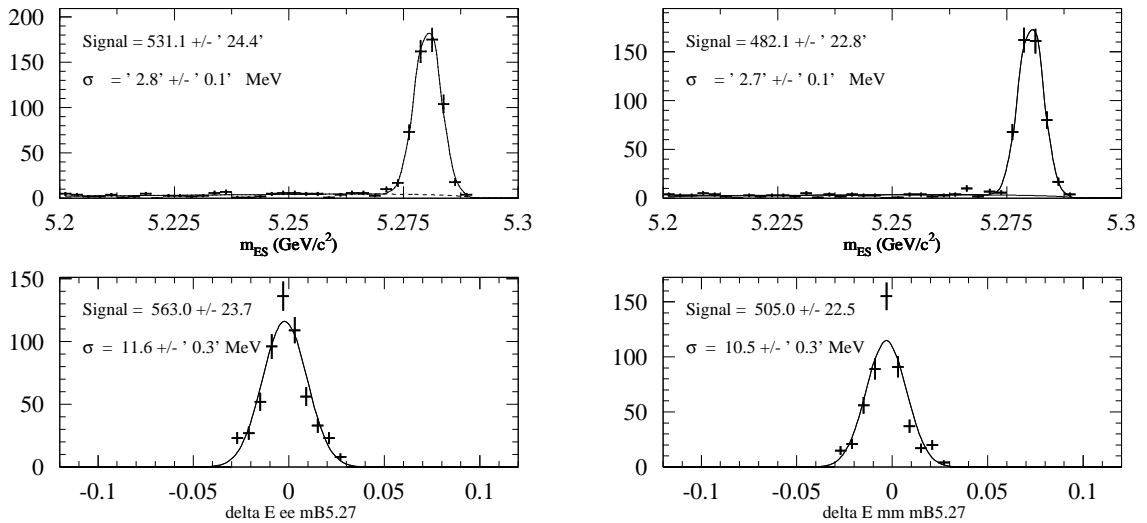 200
150
100
50
0
Signal = 531.1 +/- ' 24.4'
σ = ' 2.8' +/- ' 0.1' MeV
5.2 5.225 5.25 5.275 5.3
m_ES (GeV/c²)
150
100
50
0
Signal = 482.1 +/- ' 22.8'
σ = ' 2.7' +/- ' 0.1' MeV
5.2 5.225 5.25 5.275 5.3
m_ES (GeV/c²)
150
100
50
0
Signal = 563.0 +/- 23.7
σ = 11.6 +/- ' 0.3' MeV
-0.1 -0.05 0 0.05 0.1
delta E ee mB5.27
150
100
50
0
Signal = 505.0 +/- 22.5
σ = 10.5 +/- ' 0.3' MeV
-0.1 -0.05 0 0.05 0.1
delta E mm mB5.27